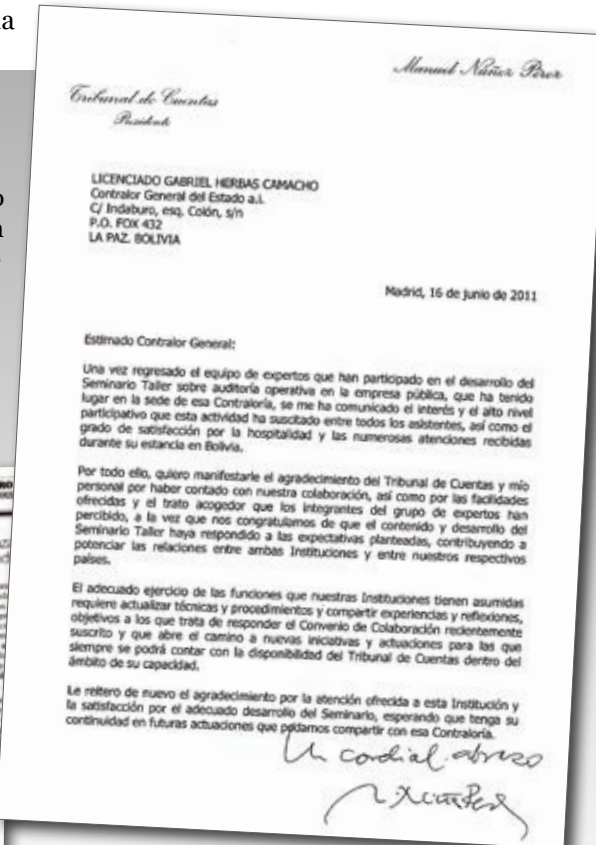 Manuel Núñez Pérez
Tribunal de Cuentas
Presidente
LICENCIADO GABRIEL HERBAS CAMACHO
Contralor General del Estado a.i.
C/ Indaburo, esq. Colón, s/n
P.O. FOX 432
LA PAZ. BOLIVIA
Madrid, 16 de junio de 2011
Estimado Contralor General:
Una vez regresado el equipo de expertos que han participado en el desarrollo del
Seminario Taller sobre auditoría operativa en la empresa pública, que ha tenido
lugar en la sede de esa Contraloría, se me ha comunicado el interés y el alto nivel
participativo que esta actividad ha suscitado entre todos los asistentes, así como el
grado de satisfacción por la hospitalidad y las numerosas atenciones recibidas
durante su estancia en Bolivia.
Por todo ello, quiero manifestarle el agradecimiento del Tribunal de Cuentas y mío
personal por haber contado con nuestra colaboración, así como por las facilidades
ofrecidas y el trato acogedor que los integrantes del grupo de expertos han
percibido, a la vez que nos congratulamos de que el contenido y desarrollo del
Seminario Taller haya respondido a las expectativas planteadas, contribuyendo a
potenciar las relaciones entre ambas Instituciones y entre nuestros respectivos
países.
El adecuado ejercicio de las funciones que nuestras Instituciones tienen asumidas
requiere actualizar técnicas y procedimientos y compartir experiencias y reflexiones,
objetivos a los que trata de responder el Convenio de Colaboración recientemente
suscrito y que abre el camino a nuevas iniciativas y actuaciones para las que
siempre se podrá contar con la disponibilidad del Tribunal de Cuentas dentro del
ámbito de su capacidad.
Le reitero de nuevo el agradecimiento por la atención ofrecida a esta Institución y
la satisfacción por el adecuado desarrollo del Seminario, esperando que tenga su
continuidad en futuras actuaciones que podamos compartir con esa Contraloría.
Un cordial abrazo